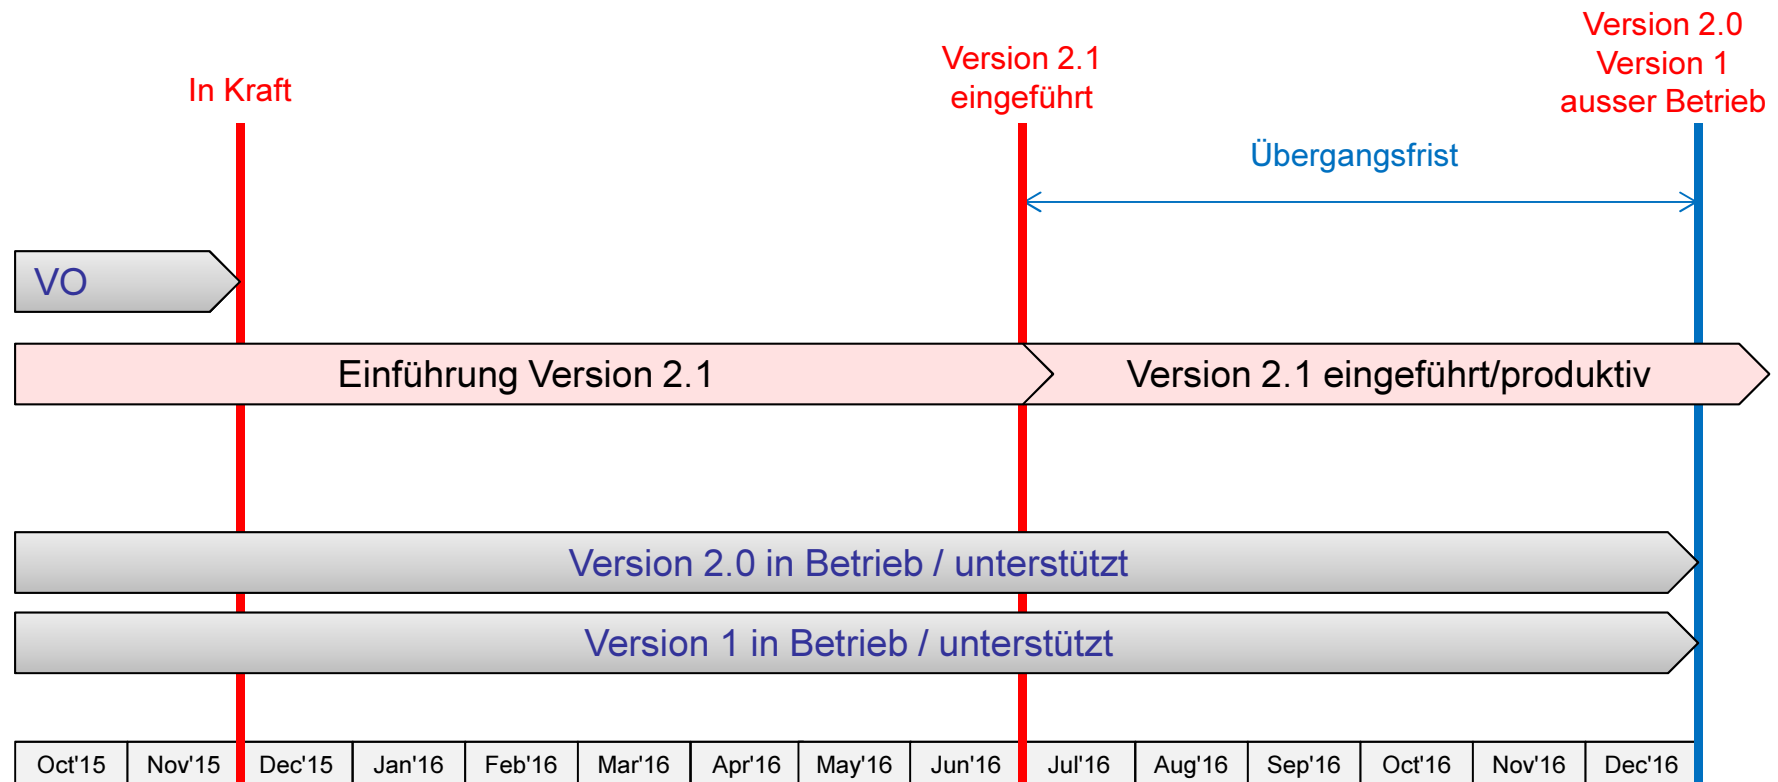 Version 2.0
Version 1
ausser Betrieb
Version 2.1
eingeführt
In Kraft
Übergangsfrist
VO
Einführung Version 2.1
Version 2.1 eingeführt/produktiv
Version 2.0 in Betrieb / unterstützt
Version 1 in Betrieb / unterstützt
Oct'15 Nov'15 Dec'15 Jan'16 Feb'16 Mar'16 Apr'16 May'16 Jun'16 Jul'16 Aug'16 Sep'16 Oct'16 Nov'16 Dec'16